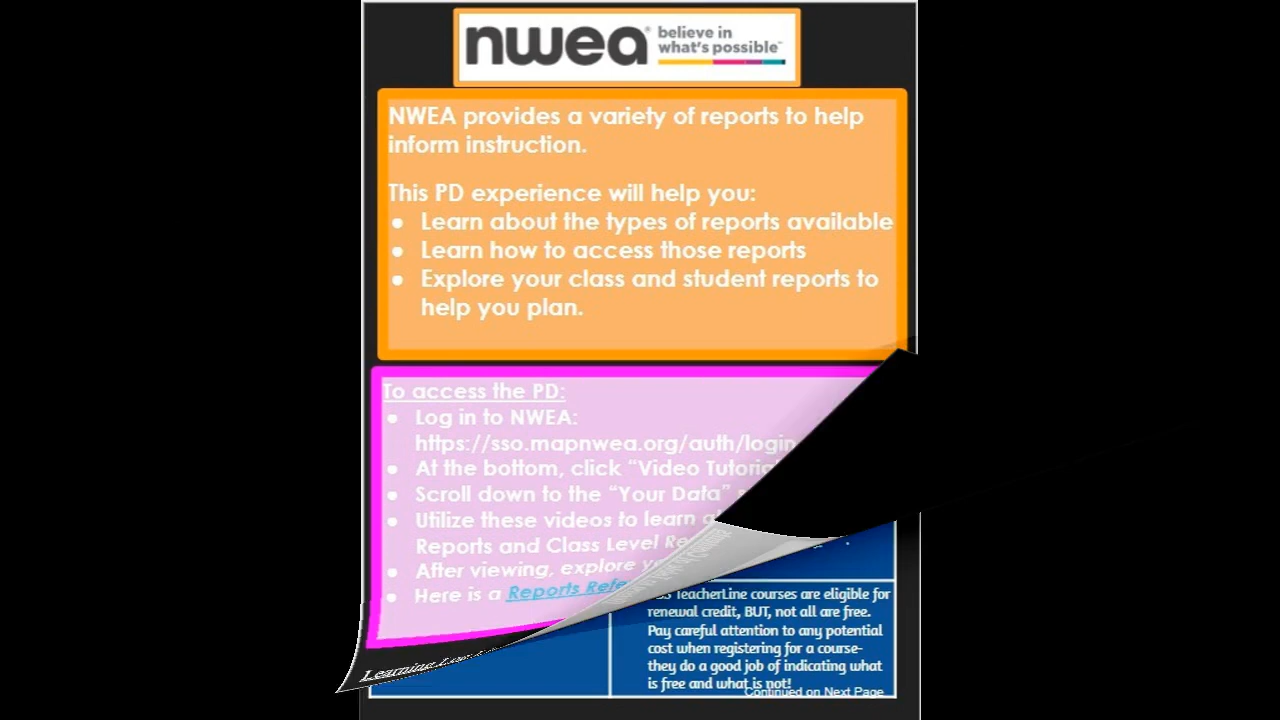 nwea® believe in
what's possible™
NWEA provides a variety of reports to help
inform instruction.
This PD experience will help you:
● Learn about the types of reports available
● Learn how to access those reports
● Explore your class and student reports to
help you plan.
To access the PD:
● Log in to NWEA:
https://sso.mapnwea.org/auth/login
● At the bottom, click “Video
● Scroll down to the “Your Data”
● Utilize these videos to learn
Reports and Class Level
● After viewing, explore
● Here is a Reports
TeacherLine courses are eligible for
renewal credit, BUT, not all are free.
Pay careful attention to any potential
cost when registering for a course-
they do a good job of indicating what
is free and what is not!
Continued on Next Page
Learning